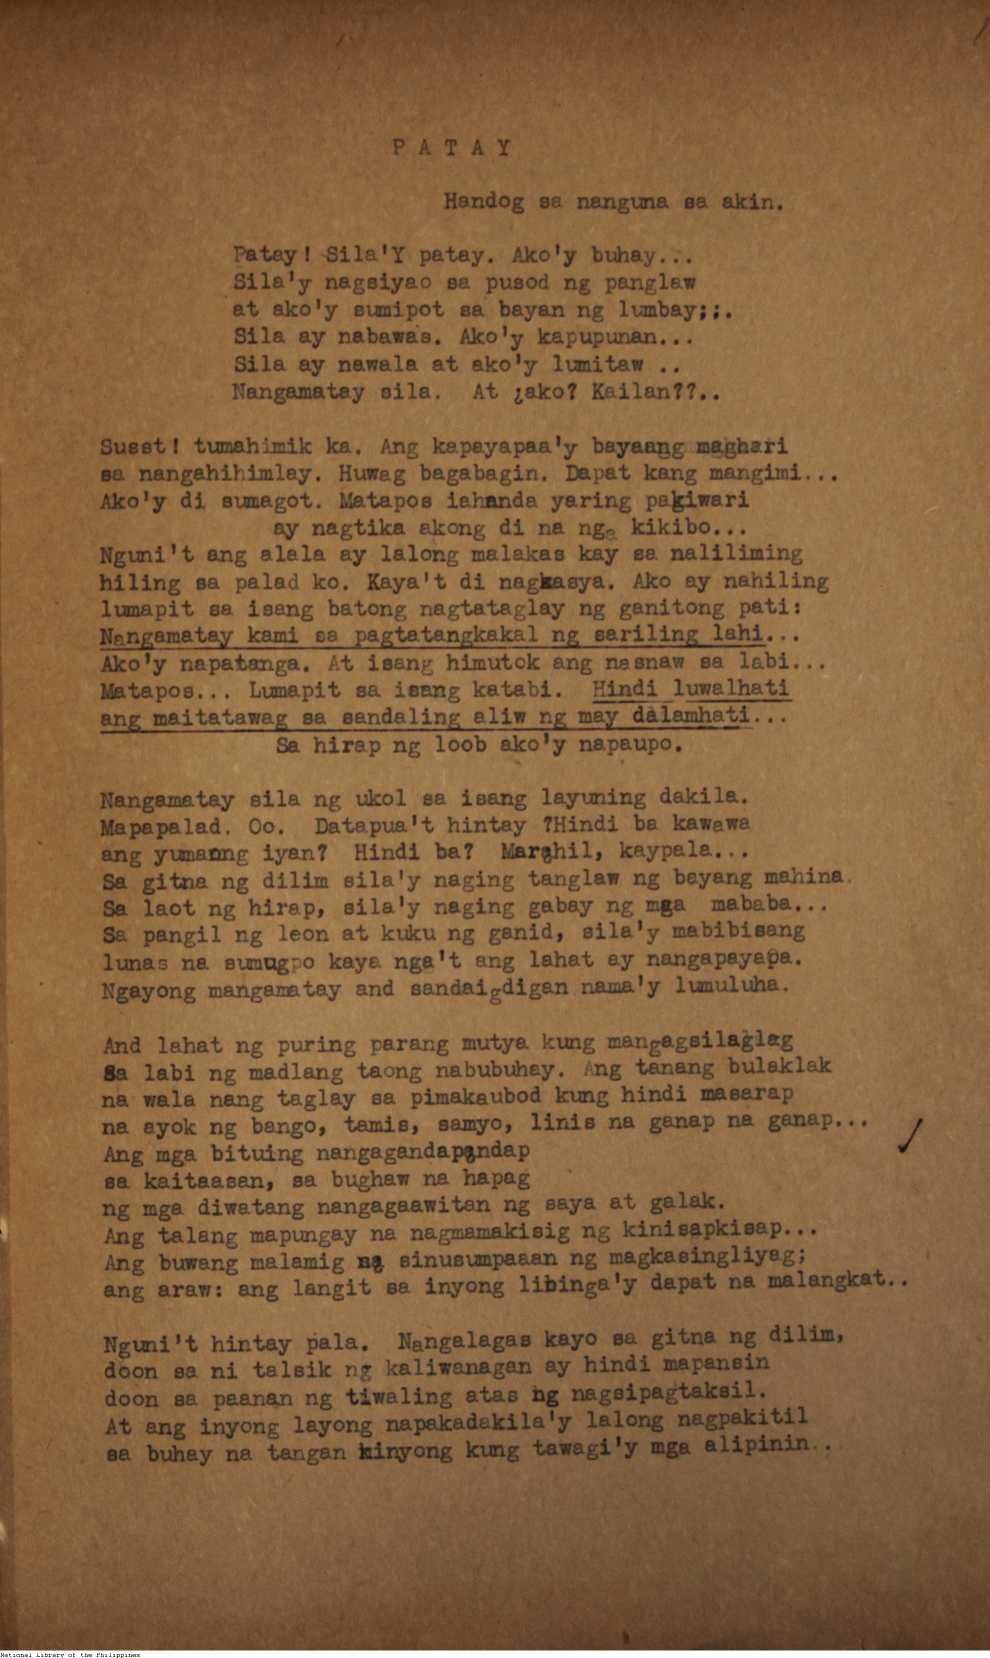 PATAY
Handog sa nanguna sa akin.
Patay! Sila'Y patay. Ako'y buhay...
Sila'y nagsiyao sa pusod ng panglaw
at ako'y sumipot sa bayan ng lumbay;;.
Sila ay nabawas. Ako'y kapupunan...
Sila ay nawala at ako'y lumitaw ..
Nangamatay sila. At ¿ako? Kailan??..
Susst! tumahimik ka. Ang kapayapaa'y bayaang maghari
sa nangahihimlay. Huwag bagabagin. Dapat kang mangimi...
Ako'y di sumagot. Matapos iahanda yaring pakiwari
ay nagtika akong di na nga kikibo...
Nguni't ang alala ay lalong malakas kay sa naliliming
hiling sa palad ko. Kaya't di nagkasya. Ako ay nahiling
lumapit sa isang batong nagtataglay ng ganitong pati:
Nangamatay kami sa pagtatangkakal ng sariling lahi...
Ako'y napatanga. At isang himutok ang nasnaw sa labi...
Matapos... Lumapit sa isang katabi. Hindi luwalhati
ang maitatawag sa sandaling aliw ng may dalamhati...
Sa hirap ng loob ako'y napaupo.
Nangamatay sila ng ukol sa isang layuning dakila.
Mapapalad. Oo. Datapua't hintay ?Hindi ba kawawa
ang yumanng iyan? Hindi ba? Marahil, kaypala...
Sa gitna ng dilim sila'y naging tanglaw ng bayang mahina.
Sa laot ng hirap, sila'y naging gabay ng mga mababa...
Sa pangil ng leon at kuku ng ganid, sila'y mabibisang
lunas na sumugpo kaya nga't ang lahat ay nangapayapa.
Ngayong mangamatay and sandaigdigan nama'y lumuluha.
And lahat ng puring parang mutya kung mangagsilaglag
Sa labi ng madlang taong nabubuhay. Ang tanang bulaklak
na wala nang taglay sa pimakaubod kung hindi masarap
na ayok ng bango, tamis, samyo, linis na ganap na ganap...
Ang mga bituing nangagandapandap
sa kaitaasan, sa bughaw na hapag
ng mga diwatang nangagaawitan ng saya at galak.
Ang talang mapungay na nagmamakisig ng kinisapkisap...
Ang buwang malamig na sinusumpaaan ng magkasingliyag;
ang araw: ang langit sa inyong libinga'y dapat na malangkat..
Nguni't hintay pala. Nangalagas kayo sa gitna ng dilim,
doon sa ni talsik ng kaliwanagan ay hindi mapansin
doon sa paanan ng tiwaling atas ng nagsipagtaksil.
At ang inyong layong napakadakila'y lalong nagpakitil
sa buhay na tangan kinyong kung tawagi'y mga alipinin..
National Library of the Philippines